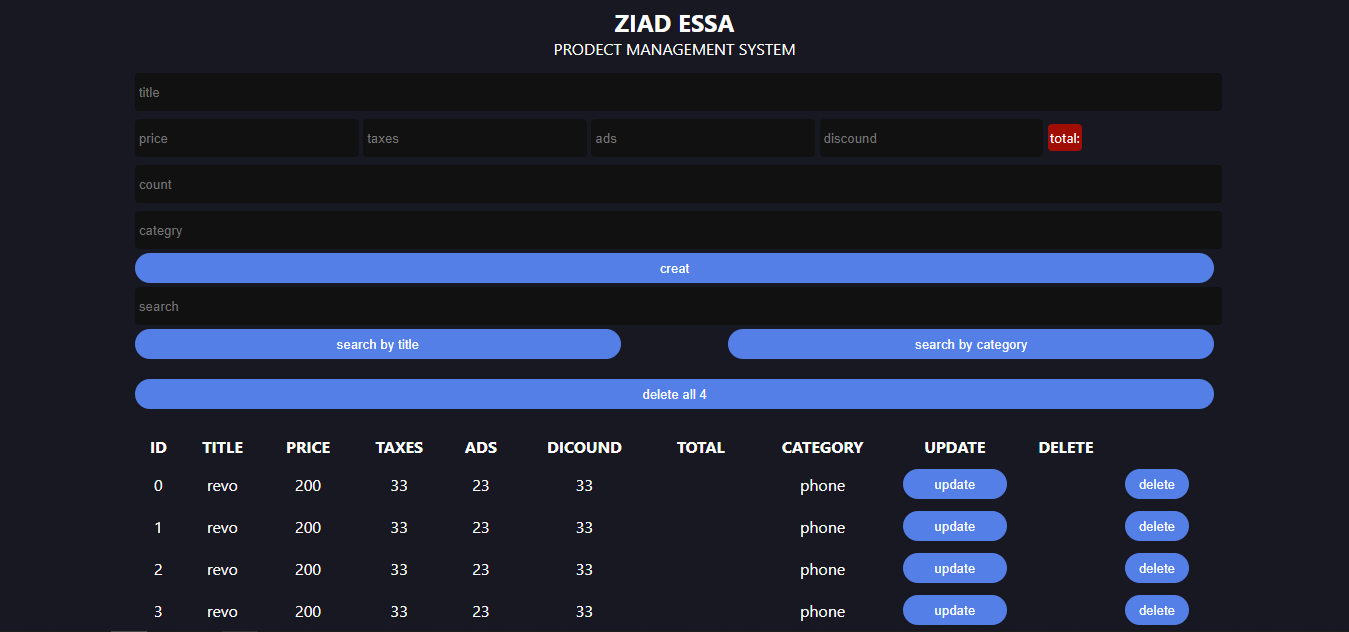 ZIAD ESSA
PRODECT MANAGEMENT SYSTEM
title
price taxes ads discound total:
count
categry
creat
search
search by title search by category
delete all 4
ID TITLE PRICE TAXES ADS DICOUND TOTAL CATEGORY UPDATE DELETE
0 revo 200 33 23 33 phone update delete
1 revo 200 33 23 33 phone update delete
2 revo 200 33 23 33 phone update delete
3 revo 200 33 23 33 phone update delete